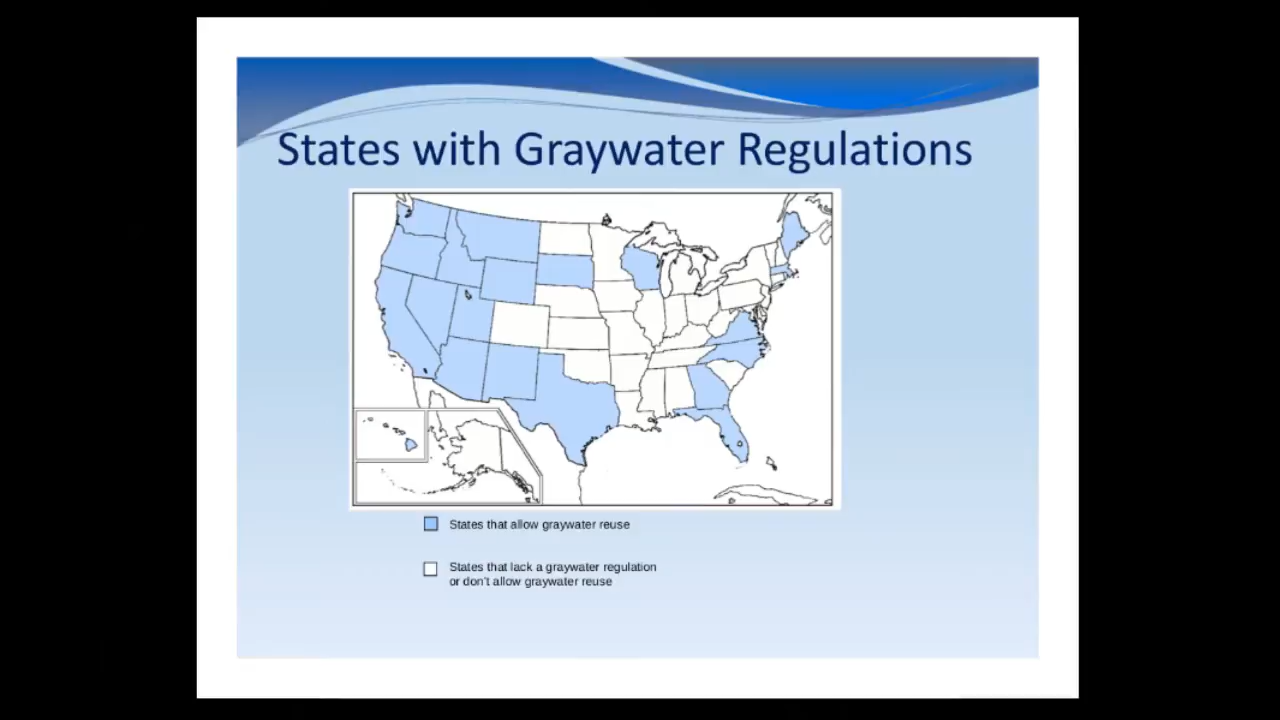 States with Graywater Regulations
States that allow graywater reuse
States that lack a graywater regulation
or don't allow graywater reuse